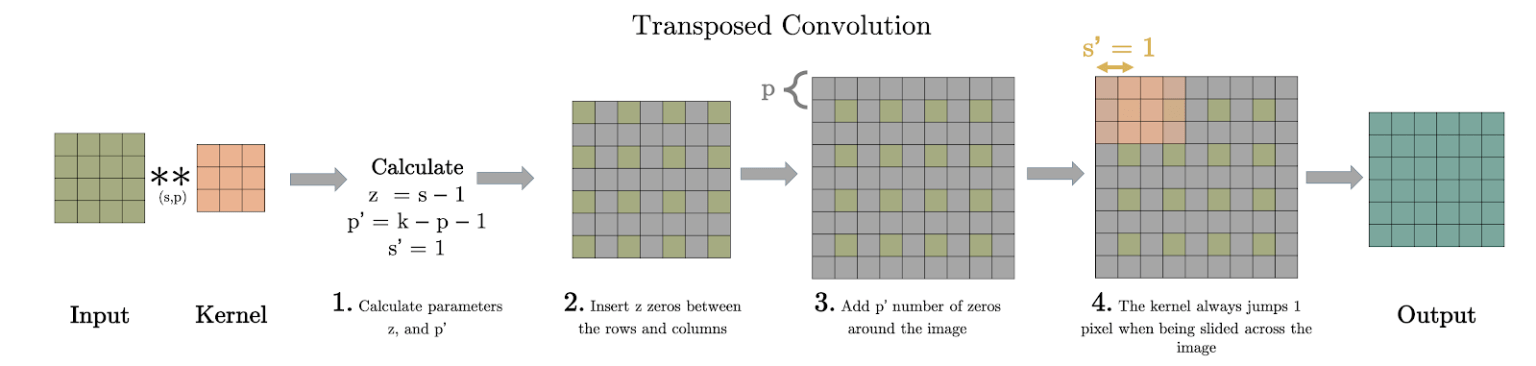 Transposed Convolution
s' = 1
p
**
(s,p)
Calculate
z = s − 1
p' = k − p − 1
s' = 1
Input
Kernel
1. Calculate parameters
z, and p'
2. Insert z zeros between
the rows and columns
3. Add p' number of zeros
around the image
4. The kernel always jumps 1
pixel when being slided across the
image
Output